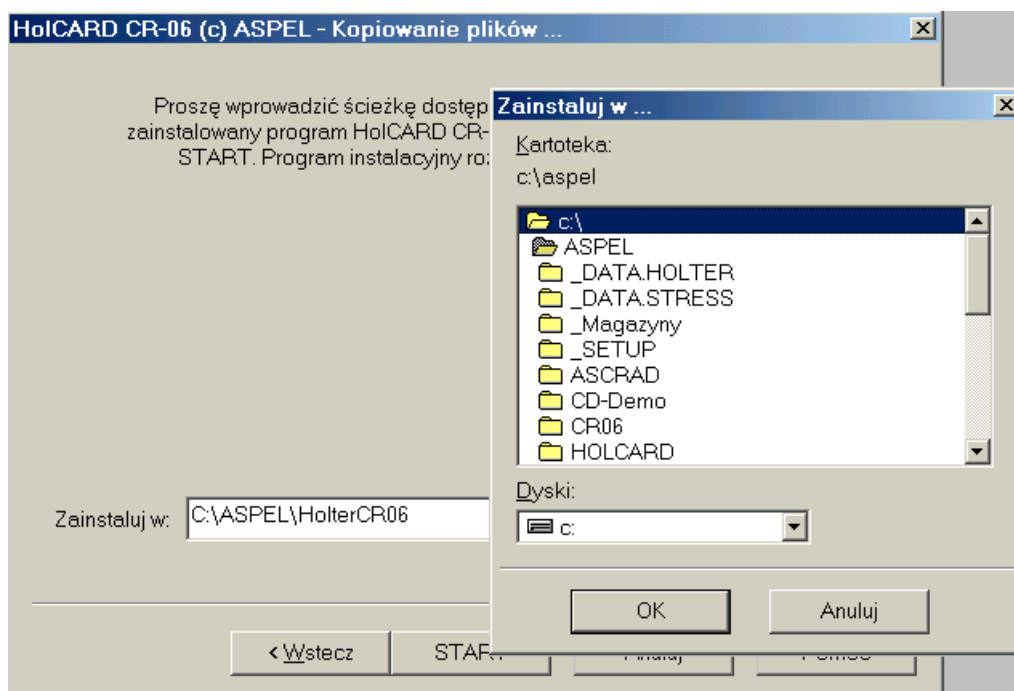 HolCARD CR-06 (c) ASPEL - Kopiowanie plików ...
Proszę wprowadzić ścieżkę dostęp
zainstalowany program HolCARD CR-
START. Program instalacyjny
Zainstaluj w: C:\ASPEL\HolterCR06
< Wstecz
Zainstaluj w ...
Kartoteka:
c:\aspel
c:\
ASPEL
_DATA.HOLTER
_DATA.STRESS
_Magazyny
_SETUP
ASCRAD
CD-Demo
CR06
HOLCARD
Dyski:
c:
OK Anuluj